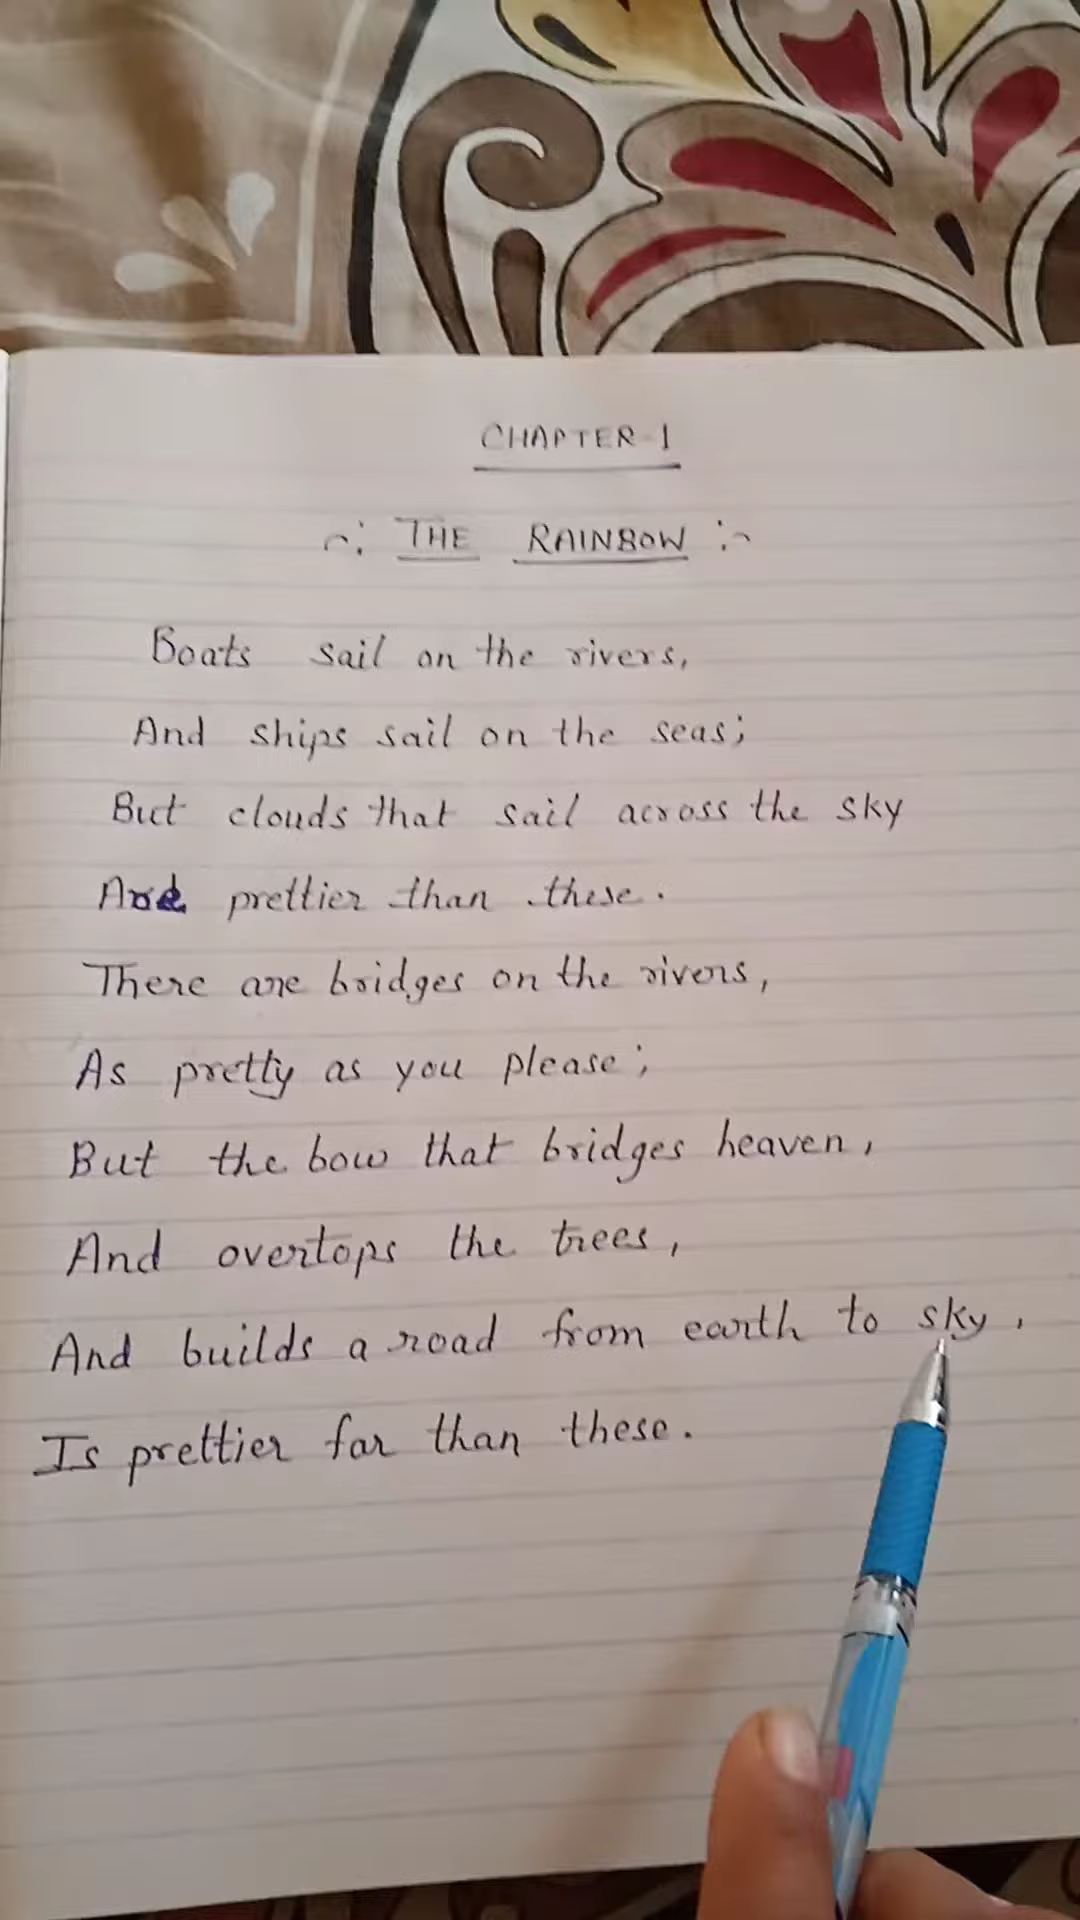 CHAPTER-1
THE RAINBOW
Boats sail on the rivers,
And ships sail on the seas;
But clouds that sail across the sky
Are prettier than these.
There are bridges on the rivers,
As pretty as you please;
But the bow that bridges heaven,
And overtops the trees,
And builds a road from earth to sky,
Is prettier far than these.